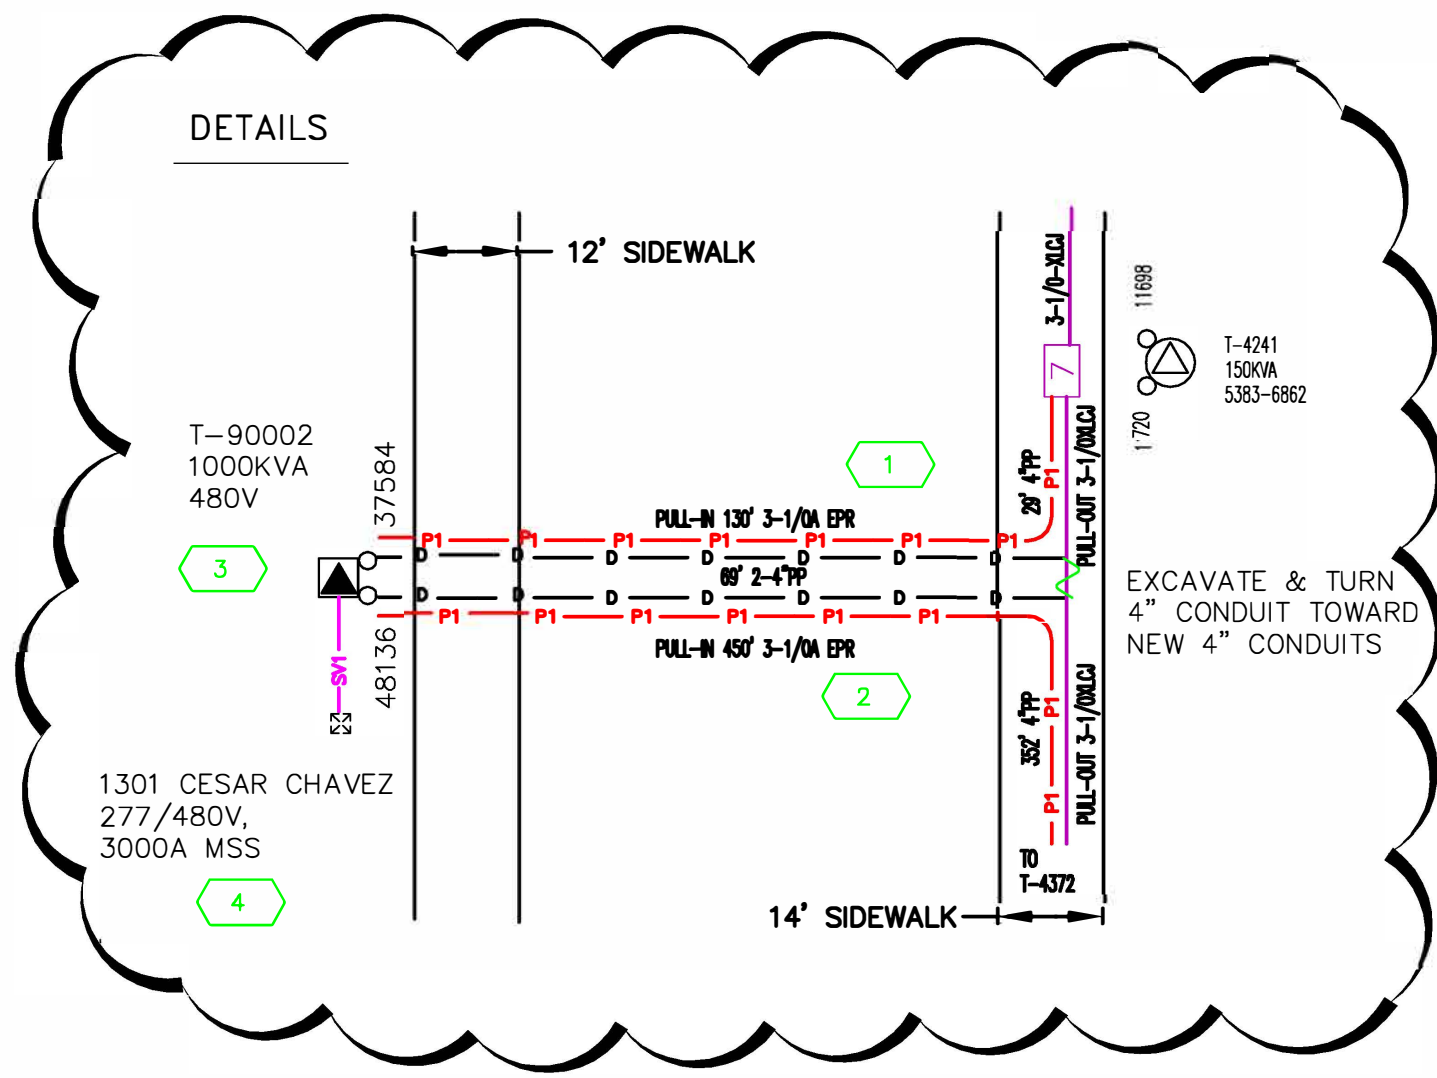 DETAILS
12' SIDEWALK
3-1/0-XLCJ
11698
7
T-4241
150KVA
5383-6862
T-90002
1000KVA
480V
37584
1
29' 4"PP
P1
PULL-OUT 3-1/0XLCJ
PULL-IN 130' 3-1/0A EPR
P1 P1 P1 P1 P1 P1 P1
D D D D D D D
3
69' 2-4"PP
D D D D D D D
P1 P1 P1 P1 P1 P1
PULL-IN 450' 3-1/0A EPR
EXCAVATE & TURN
4" CONDUIT TOWARD
NEW 4" CONDUITS
SV1
48136
2
352' 4"PP
P1
P1
PULL-OUT 3-1/0XLCJ
1301 CESAR CHAVEZ
277/480V,
3000A MSS
TO
T-4372
4
14' SIDEWALK